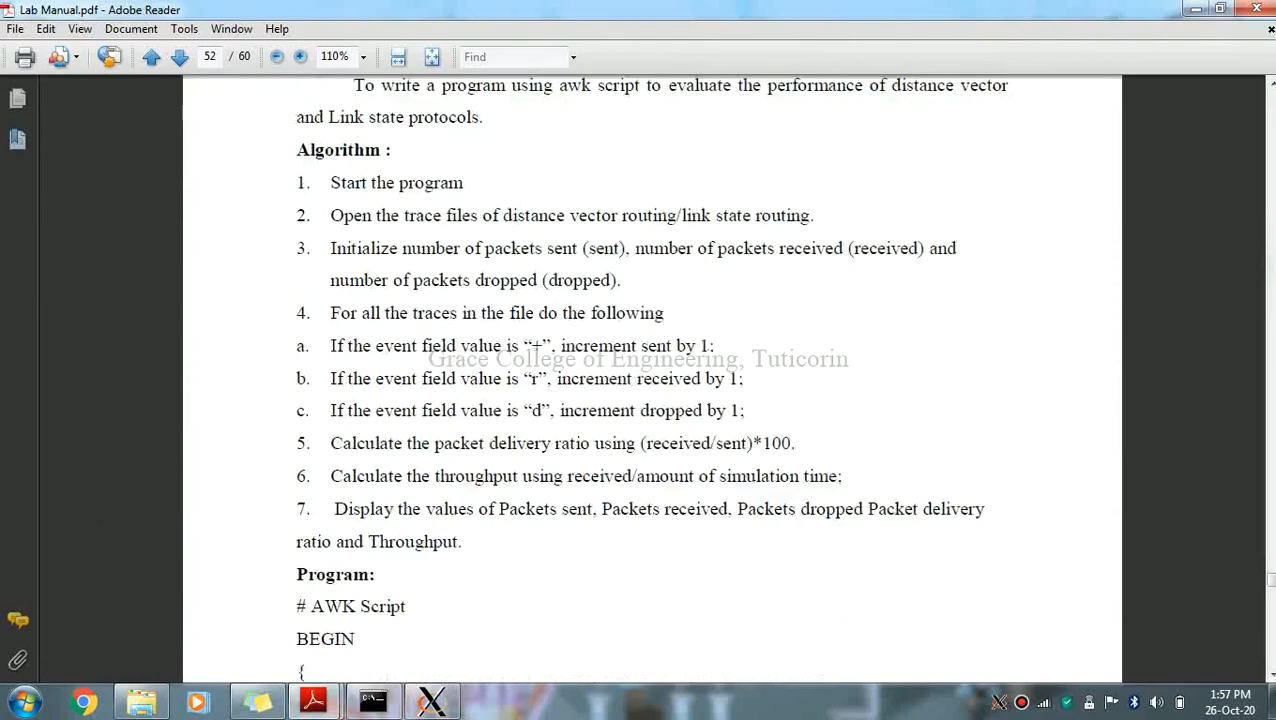 Lab Manual.pdf - Adobe Reader
File Edit View Document Tools Window Help
52 / 60 110% Find
To write a program using awk script to evaluate the performance of distance vector
and Link state protocols.
Algorithm :
1. Start the program
2. Open the trace files of distance vector routing/link state routing.
3. Initialize number of packets sent (sent), number of packets received (received) and
number of packets dropped (dropped).
4. For all the traces in the file do the following
a. If the event field value is “+”, increment sent by 1;
Grace College of Engineering, Tuticorin
b. If the event field value is “r”, increment received by 1;
c. If the event field value is “d”, increment dropped by 1;
5. Calculate the packet delivery ratio using (received/sent)*100.
6. Calculate the throughput using received/amount of simulation time;
7. Display the values of Packets sent, Packets received, Packets dropped Packet delivery
ratio and Throughput.
Program:
# AWK Script
BEGIN
{
1:57 PM
26-Oct-20